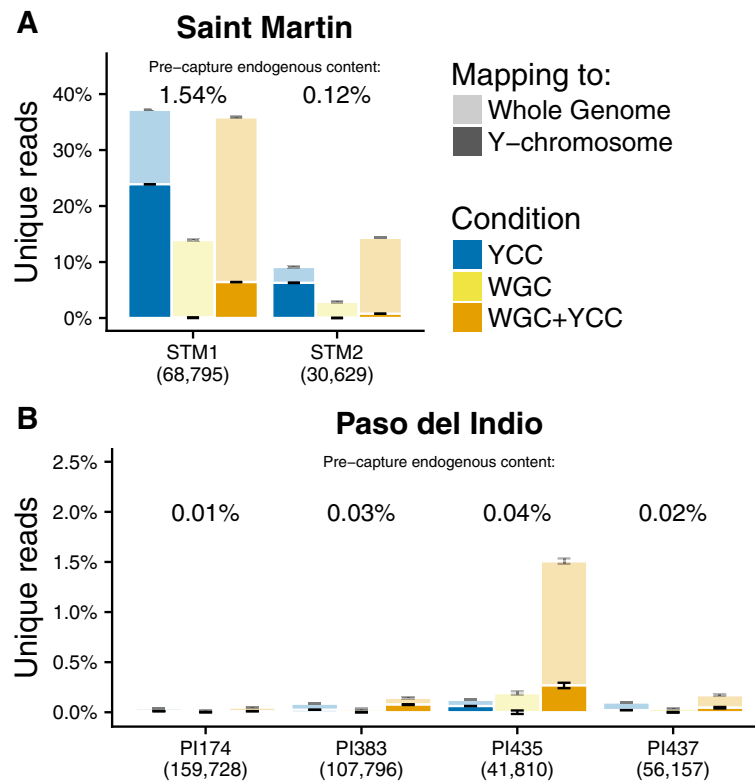 A
Saint Martin
Pre−capture endogenous content:
1.54% 0.12%
Unique reads
40%
30%
20%
10%
0%
STM1 STM2
(68,795) (30,629)
Mapping to:
Whole Genome
Y−chromosome
Condition
YCC
WGC
WGC+YCC
B
Paso del Indio
Pre−capture endogenous content:
0.01% 0.03% 0.04% 0.02%
Unique reads
2.5%
2.0%
1.5%
1.0%
0.5%
0.0%
PI174 PI383 PI435 PI437
(159,728) (107,796) (41,810) (56,157)